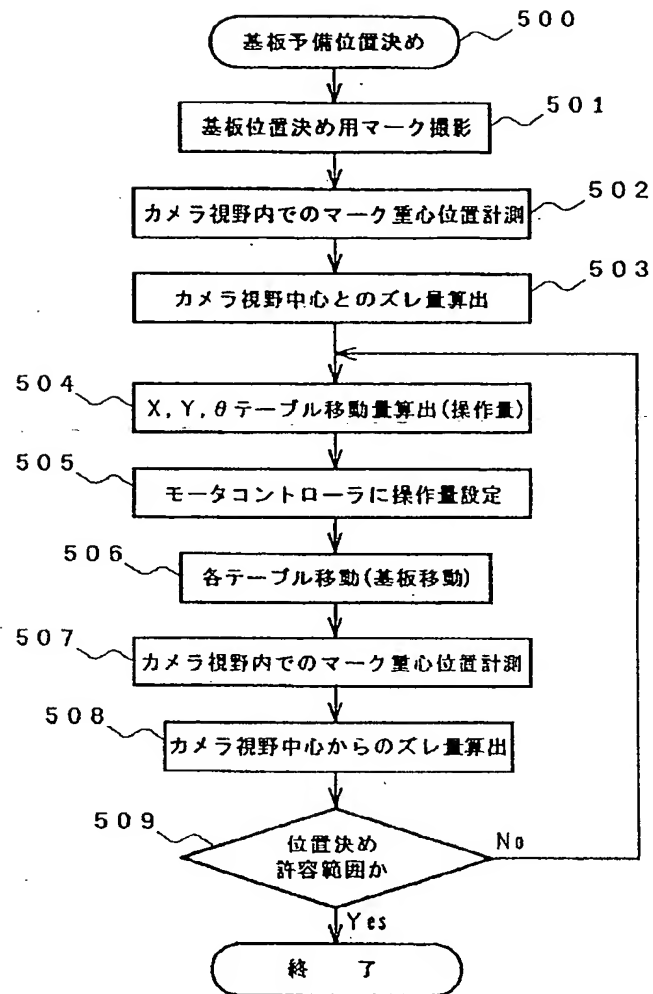 基板予備位置決め
500
基板位置決め用マーク撮影
501
カメラ視野内でのマーク重心位置計測
502
カメラ視野中心とのズレ量算出
503
504
X,Y,θテーブル移動量算出(操作量)
505
モータコントローラに操作量設定
506
各テーブル移動(基板移動)
507
カメラ視野内でのマーク重心位置計測
508
カメラ視野中心からのズレ量算出
509
位置決め
許容範囲か
No
Yes
終 了